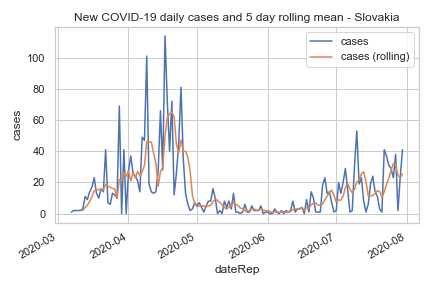 New COVID-19 daily cases and 5 day rolling mean - Slovakia
cases
cases (rolling)
cases
100
80
60
40
20
0
2020-03
2020-04
2020-05
2020-06
2020-07
2020-08
dateRep